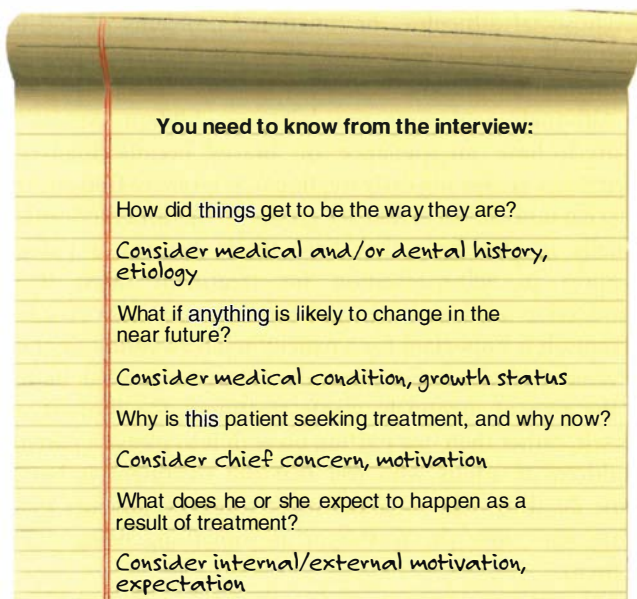 You need to know from the interview:
How did things get to be the way they are?
Consider medical and/or dental history,
etiology
What if anything is likely to change in the
near future?
Consider medical condition, growth status
Why is this patient seeking treatment, and why now?
Consider chief concern, motivation
What does he or she expect to happen as a
result of treatment?
Consider internal/external motivation,
expectation